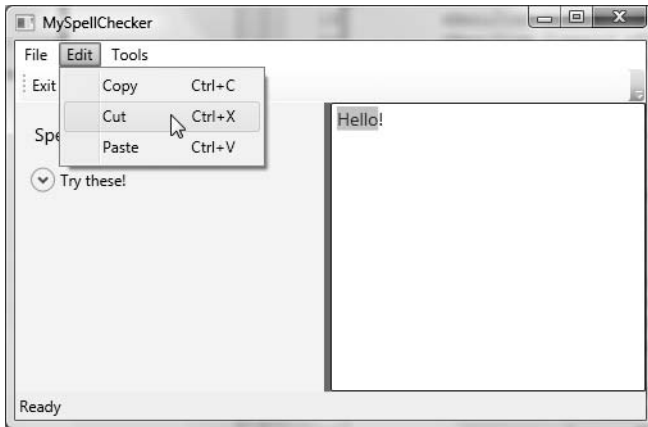 MySpellChecker
File Edit Tools
Exit
Copy Ctrl+C
Cut Ctrl+X
Paste Ctrl+V
Spe
Try these!
Hello!
Ready